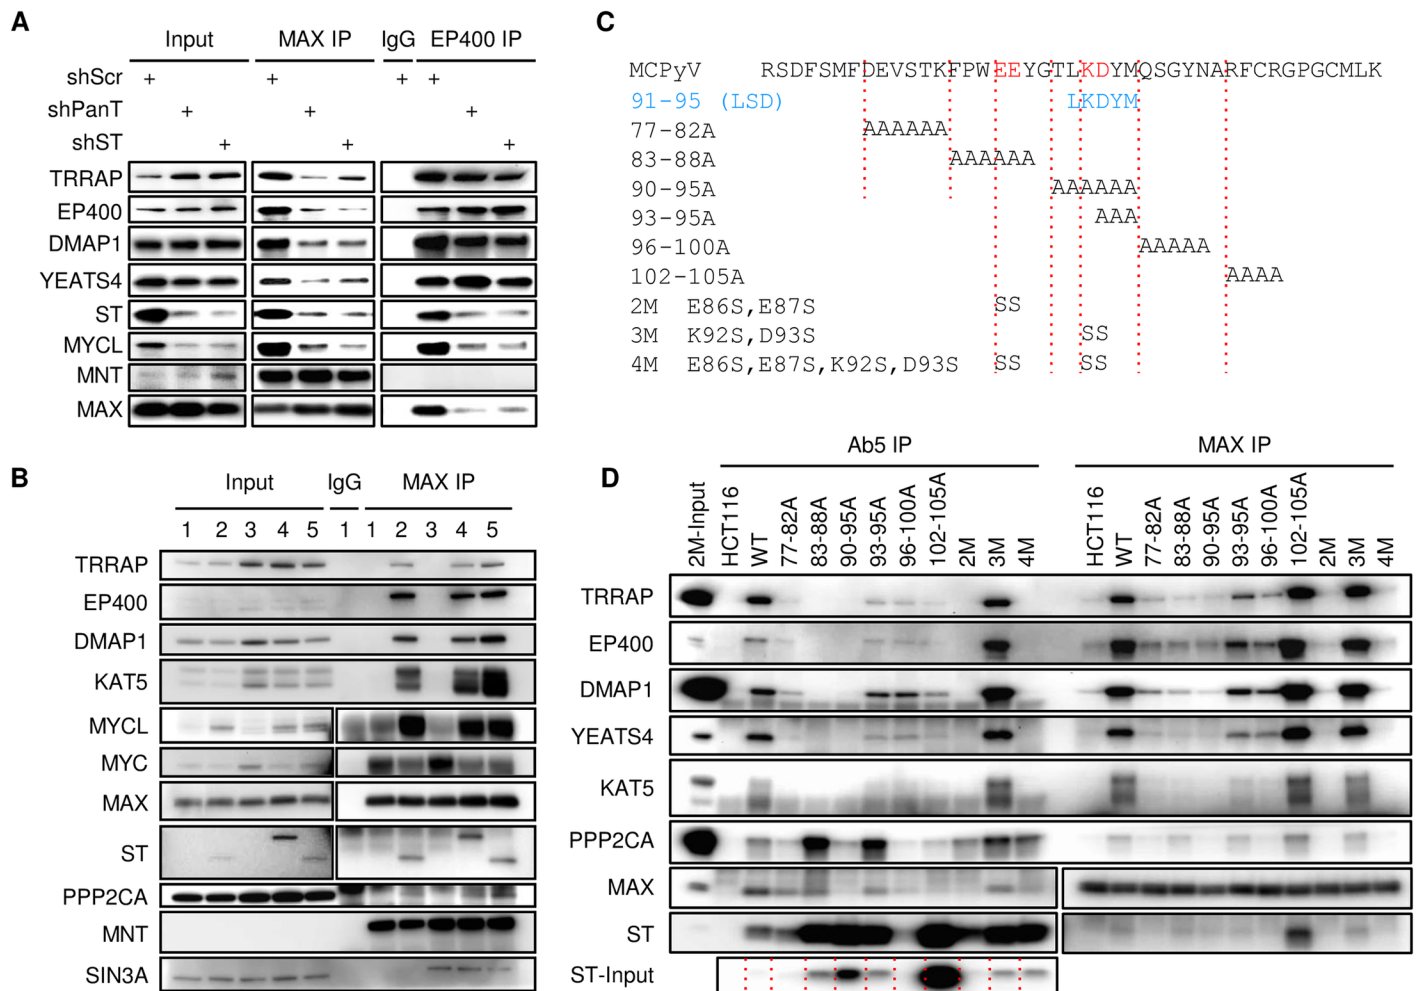 A
Input MAX IP IgG EP400 IP
shScr + + + +
shPanT + + +
shST + + +
TRRAP
EP400
DMAP1
YEATS4
ST
MYCL
MNT
MAX
B
Input IgG MAX IP
1 2 3 4 5 1 1 2 3 4 5
TRRAP
EP400
DMAP1
KAT5
MYCL
MYC
MAX
ST
PPP2CA
MNT
SIN3A
C
MCPyV RSDFSMFDEVSTKFPWEEYGTLKDYMQSGYNARFCRGPGCMLK
91-95 (LSD) LKDYM
77-82A AAAAAA
83-88A AAAAAA
90-95A AAAAAA
93-95A AAA
96-100A AAAAA
102-105A AAAA
2M E86S,E87S SS
3M K92S,D93S SS
4M E86S,E87S,K92S,D93S SS SS
D
Ab5 IP MAX IP
2M-Input HCT116 WT 77-82A 83-88A 90-95A 93-95A 96-100A 102-105A 2M 3M 4M HCT116 WT 77-82A 83-88A 90-95A 93-95A 96-100A 102-105A 2M 3M 4M
TRRAP
EP400
DMAP1
YEATS4
KAT5
PPP2CA
MAX
ST
ST-Input